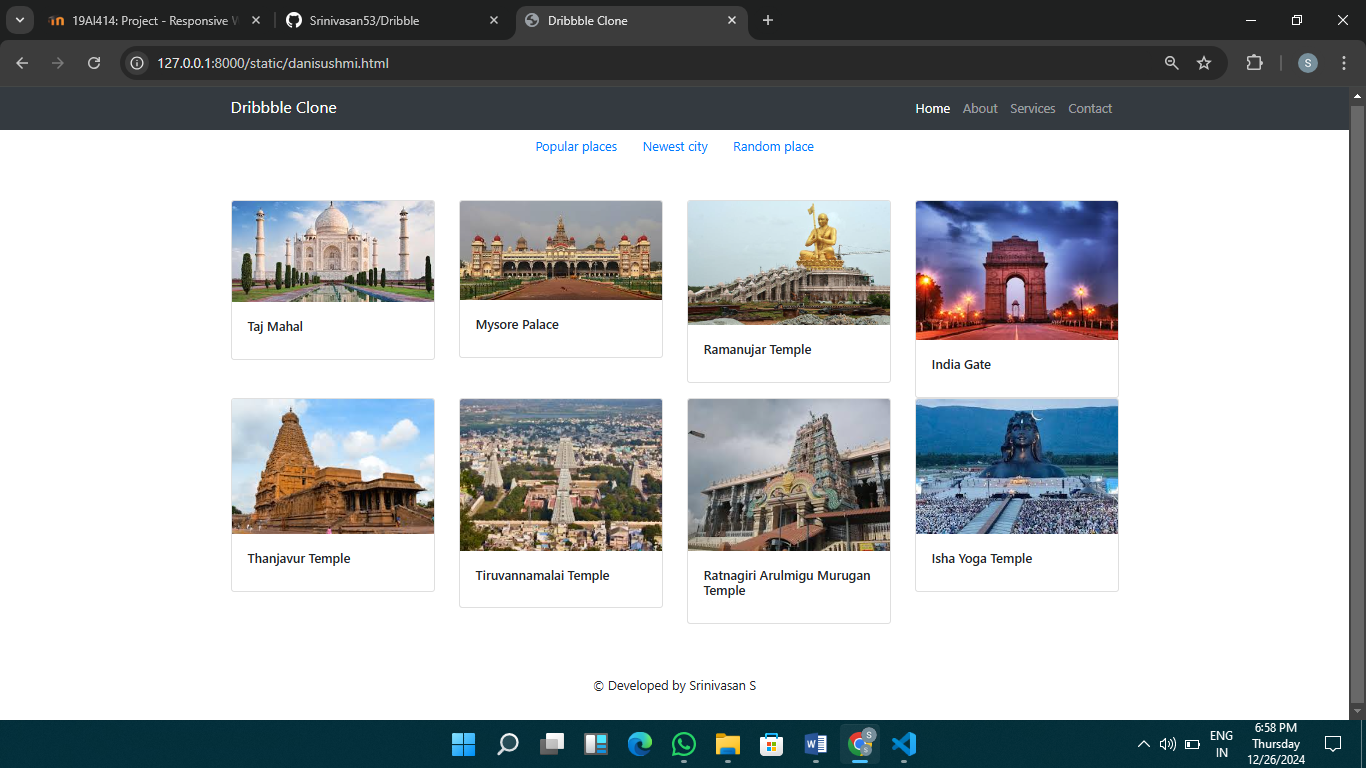 19AI414: Project - Responsive W
Srinivasan53/Dribble
Dribbble Clone
127.0.0.1:8000/static/danisushmi.html
S
Dribbble Clone
Home
About
Services
Contact
Popular places
Newest city
Random place
Taj Mahal
Mysore Palace
Ramanujar Temple
India Gate
Thanjavur Temple
Tiruvannamalai Temple
Ratnagiri Arulmigu Murugan
Temple
Isha Yoga Temple
© Developed by Srinivasan S
S
ENG
IN
6:58 PM
Thursday
12/26/2024